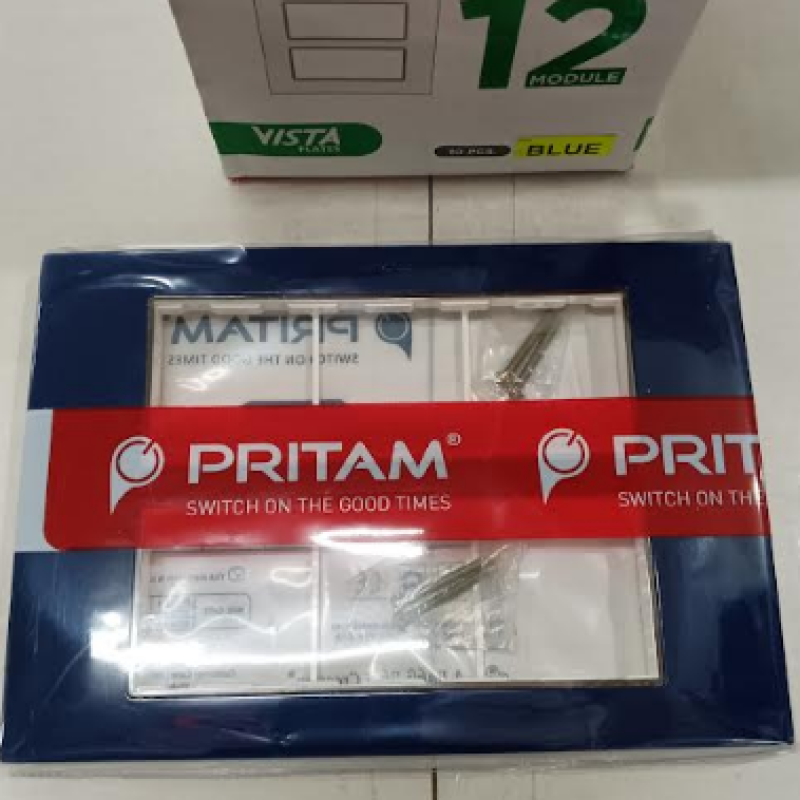 12
MODULE
VISTA
PLATES
10 PCS.
BLUE
PRITAM
SWITCH ON THE GOOD TIMES
PRITAM®
SWITCH ON THE GOOD TIMES
PRIT
SWITCH ON THE